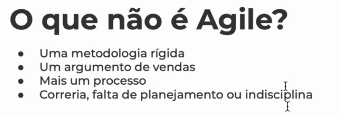 O que não é Agile?
● Uma metodologia rígida
● Um argumento de vendas
● Mais um processo
● Correria, falta de planejamento ou indisciplina